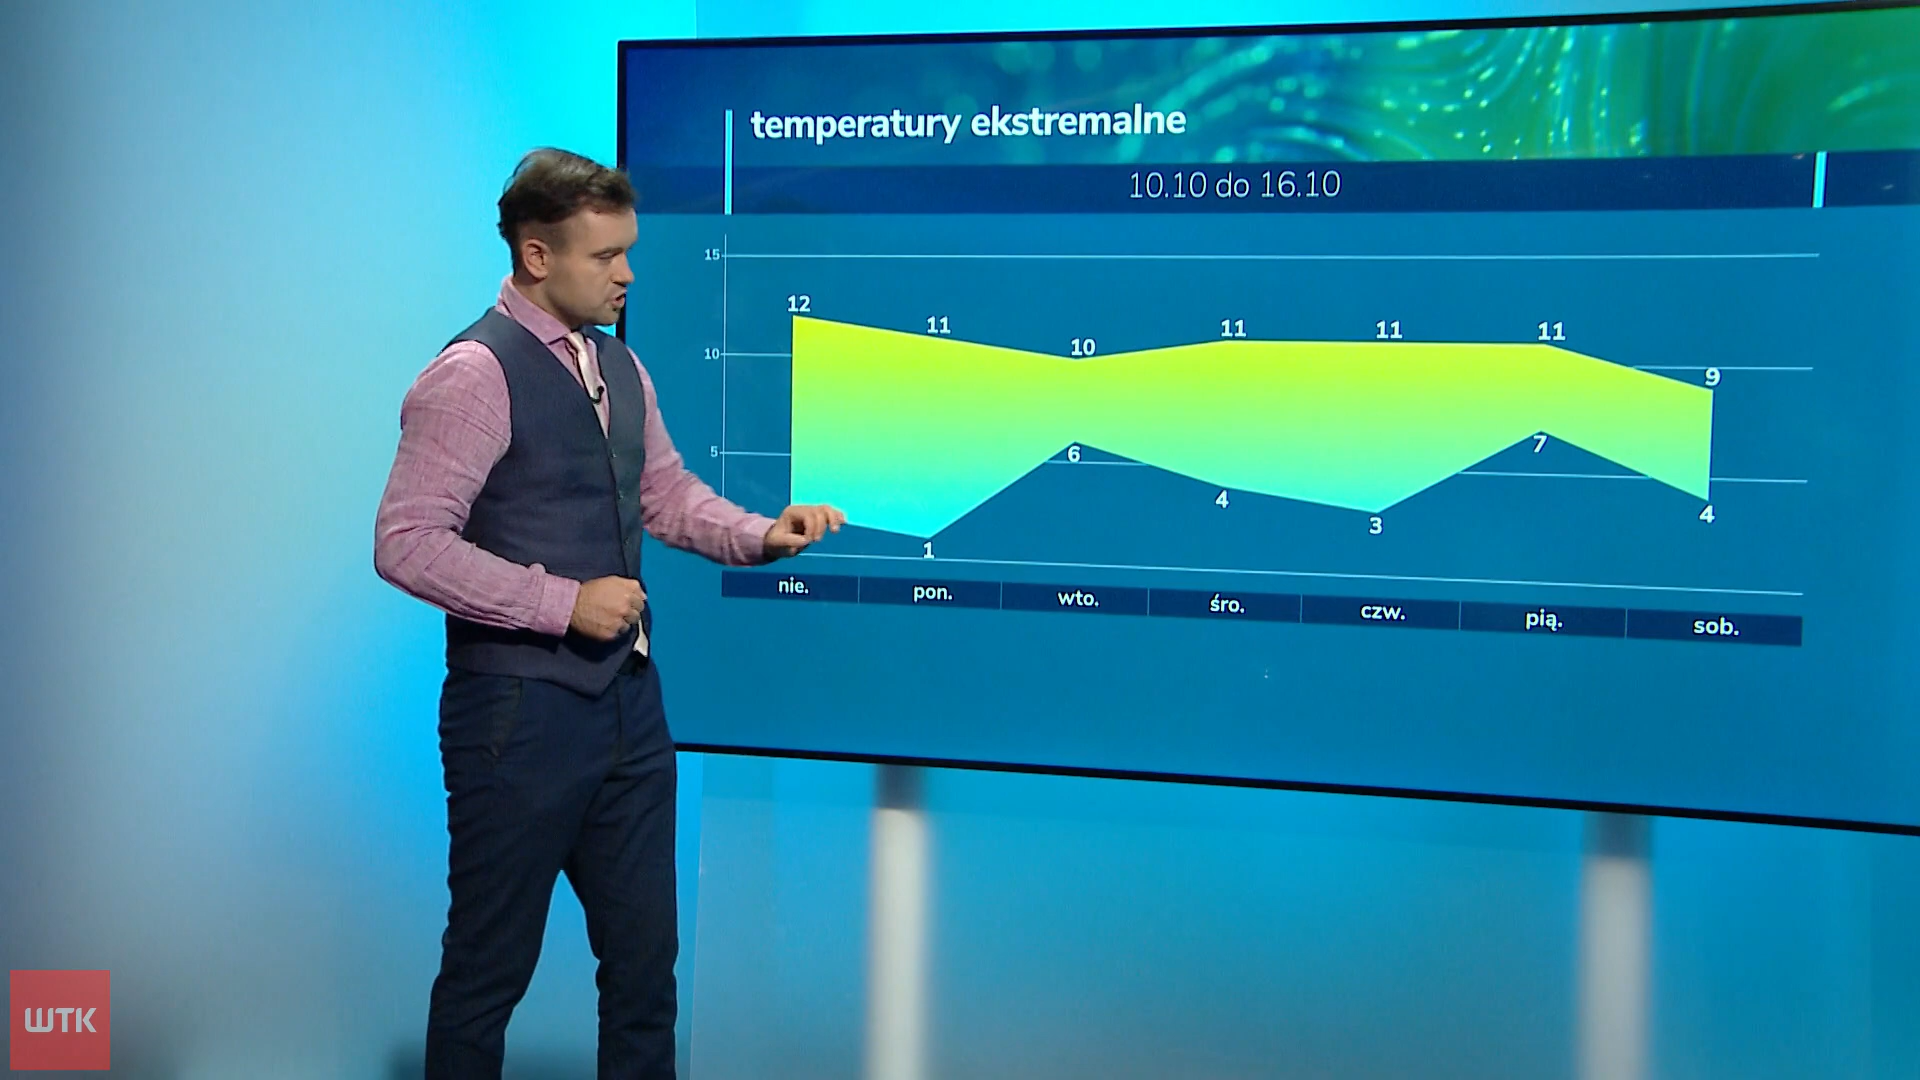 temperatury ekstremalne
10.10 do 16.10
15
12
11
10
11
11
11
9
10
5
6
4
3
7
4
1
nie.
pon.
wto.
śro.
czw.
pią.
sob.
WTK